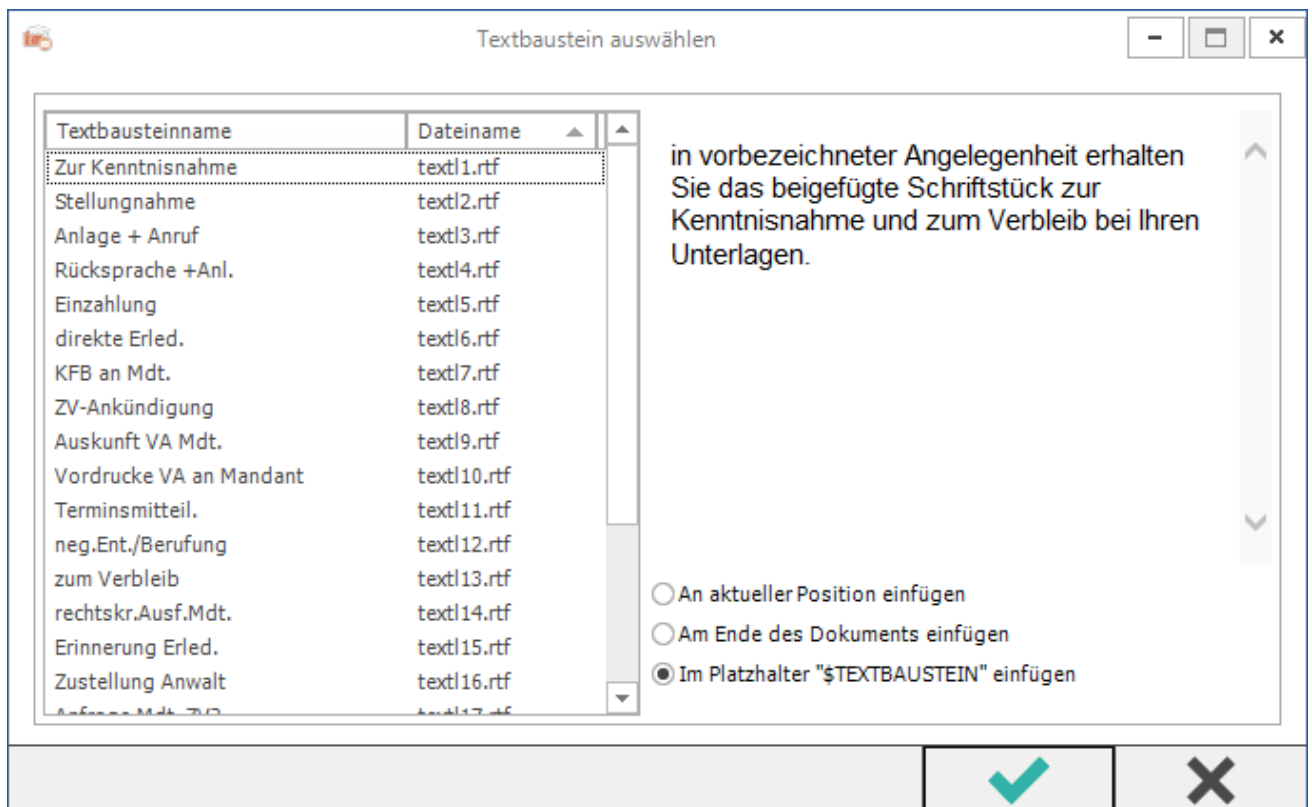 Textbaustein auswählen
Textbausteinname Dateiname
Zur Kenntnisnahme textl1.rtf
Stellungnahme textl2.rtf
Anlage + Anruf textl3.rtf
Rücksprache +Anl. textl4.rtf
Einzahlung textl5.rtf
direkte Erled. textl6.rtf
KFB an Mdt. textl7.rtf
ZV-Ankündigung textl8.rtf
Auskunft VA Mdt. textl9.rtf
Vordrucke VA an Mandant textl10.rtf
Terminsmitteil. textl11.rtf
neg.Ent./Berufung textl12.rtf
zum Verbleib textl13.rtf
rechtskr.Ausf.Mdt. textl14.rtf
Erinnerung Erled. textl15.rtf
Zustellung Anwalt textl16.rtf
in vorbezeichneter Angelegenheit erhalten
Sie das beigefügte Schriftstück zur
Kenntnisnahme und zum Verbleib bei Ihren
Unterlagen.
An aktueller Position einfügen
Am Ende des Dokuments einfügen
Im Platzhalter "$TEXTBAUSTEIN" einfügen